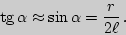 tg α ≈ sin α = r/2ℓ .